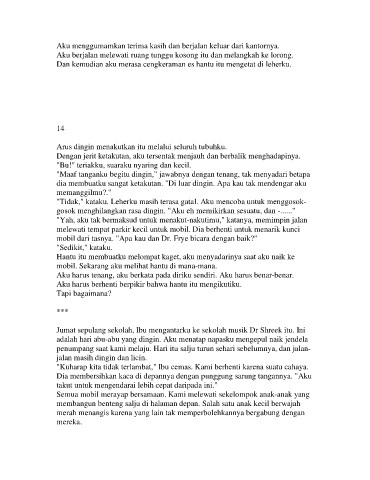 Aku menggumamkan terima kasih dan berjalan keluar dari kantornya.
Aku berjalan melewati ruang tunggu kosong itu dan melangkah ke lorong.
Dan kemudian aku merasa cengkeraman es hantu itu mengetat di leherku.
14
Arus dingin menakutkan itu melalui seluruh tubuhku.
Dengan jerit ketakutan, aku tersentak menjauh dan berbalik menghadapinya.
"Bu!" teriakku, suaraku nyaring dan kecil.
"Maaf tanganku begitu dingin," jawabnya dengan tenang, tak menyadari betapa
dia membuatku sangat ketakutan. "Di luar dingin. Apa kau tak mendengar aku
memanggilmu?."
"Tidak," kataku. Leherku masih terasa gatal. Aku mencoba untuk menggosok-
gosok menghilangkan rasa dingin. "Aku eh memikirkan sesuatu, dan -......"
"Yah, aku tak bermaksud untuk menakut-nakutimu," katanya, memimpin jalan
melewati tempat parkir kecil untuk mobil. Dia berhenti untuk menarik kunci
mobil dari tasnya. "Apa kau dan Dr. Frye bicara dengan baik?"
"Sedikit," kataku.
Hantu itu membuatku melompat kaget, aku menyadarinya saat aku naik ke
mobil. Sekarang aku melihat hantu di mana-mana.
Aku harus tenang, aku berkata pada diriku sendiri. Aku harus benar-benar.
Aku harus berhenti berpikir bahwa hantu itu mengikutiku.
Tapi bagaimana?
***
Jumat sepulang sekolah, Ibu mengantarku ke sekolah musik Dr Shreek itu. Ini
adalah hari abu-abu yang dingin. Aku menatap napasku mengepul naik jendela
penumpang saat kami melaju. Hari itu salju turun sehari sebelumnya, dan jalan-
jalan masih dingin dan licin.
"Kuharap kita tidak terlambat," Ibu cemas. Kami berhenti karena suatu cahaya.
Dia membersihkan kaca di depannya dengan punggung sarung tangannya. "Aku
takut untuk mengendarai lebih cepat daripada ini."
Semua mobil merayap bersamaan. Kami melewati sekelompok anak-anak yang
membangun benteng salju di halaman depan. Salah satu anak kecil berwajah
merah menangis karena yang lain tak memperbolehkannya bergabung dengan
mereka.